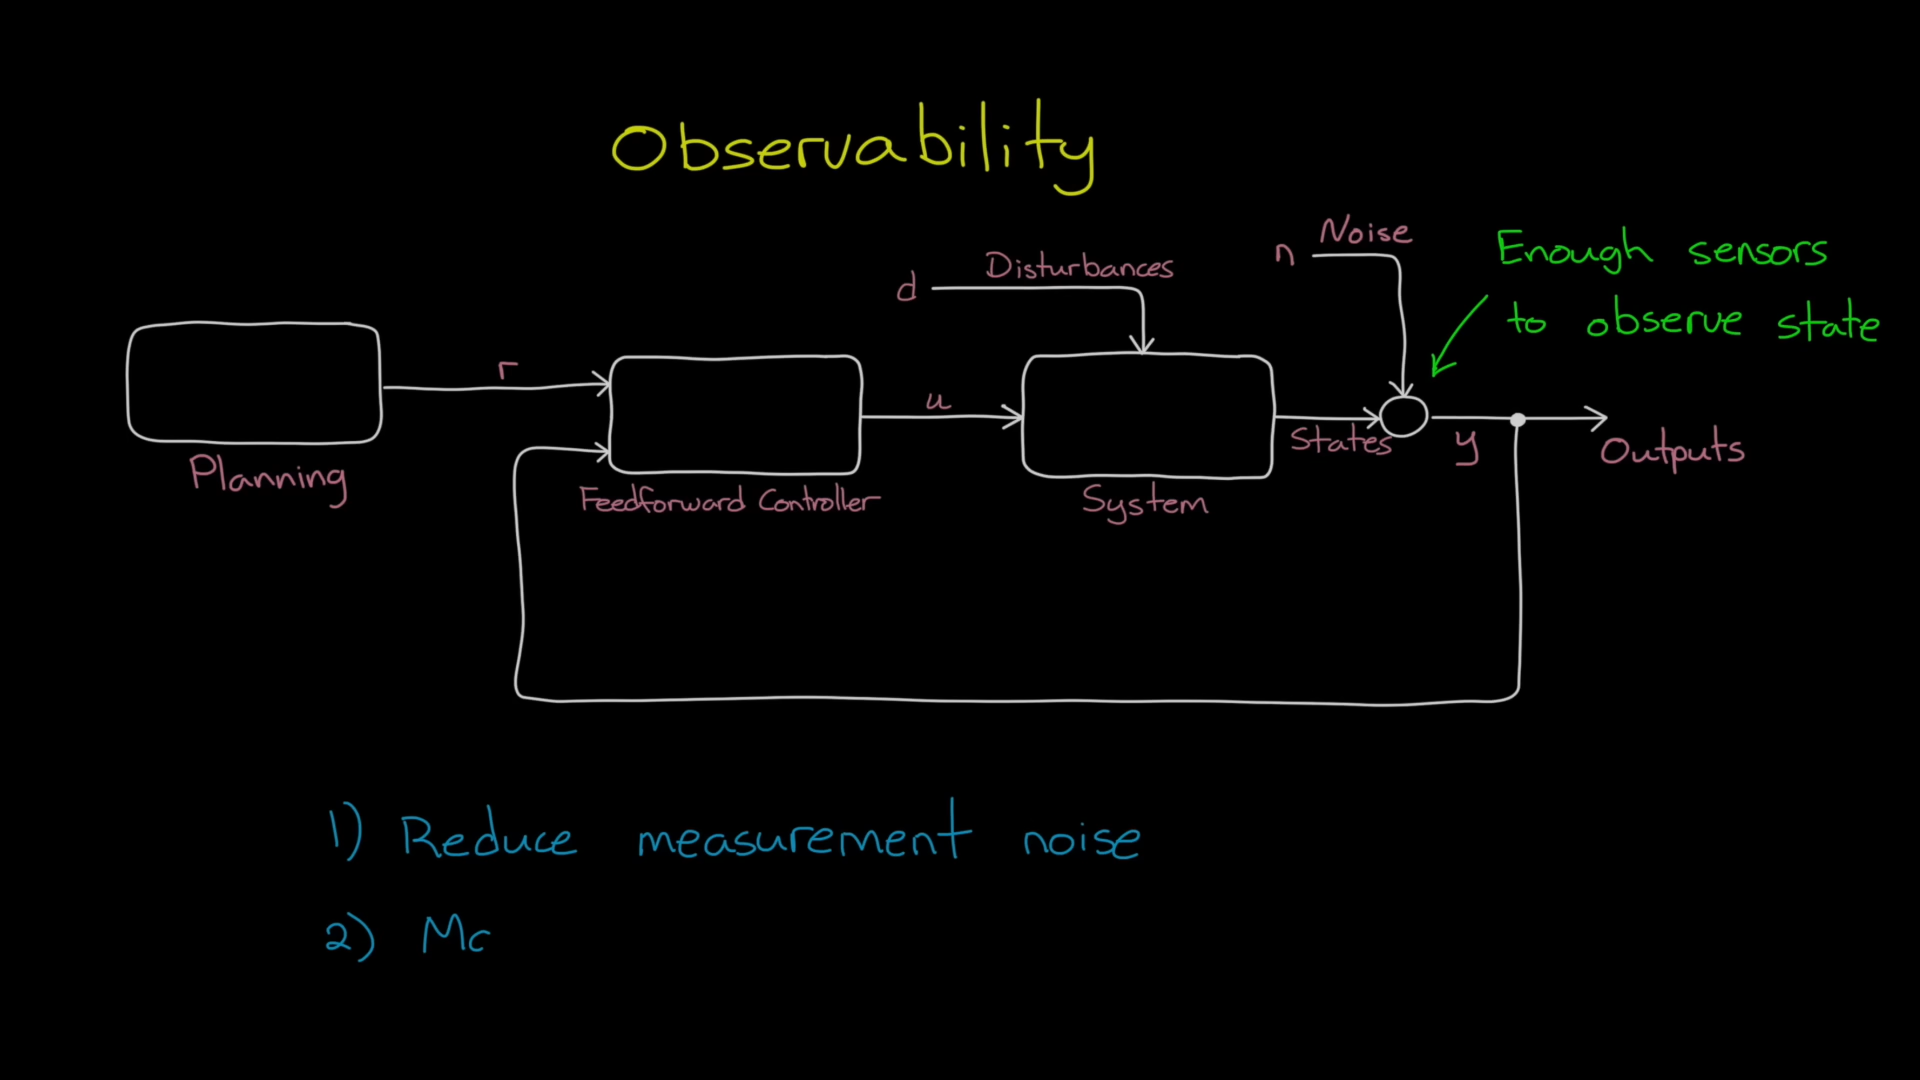 Observability
n Noise
Enough sensors
to observe state
d Disturbances
r
u
States
y
Outputs
Planning
Feedforward Controller
System
1) Reduce measurement noise
2) Mc